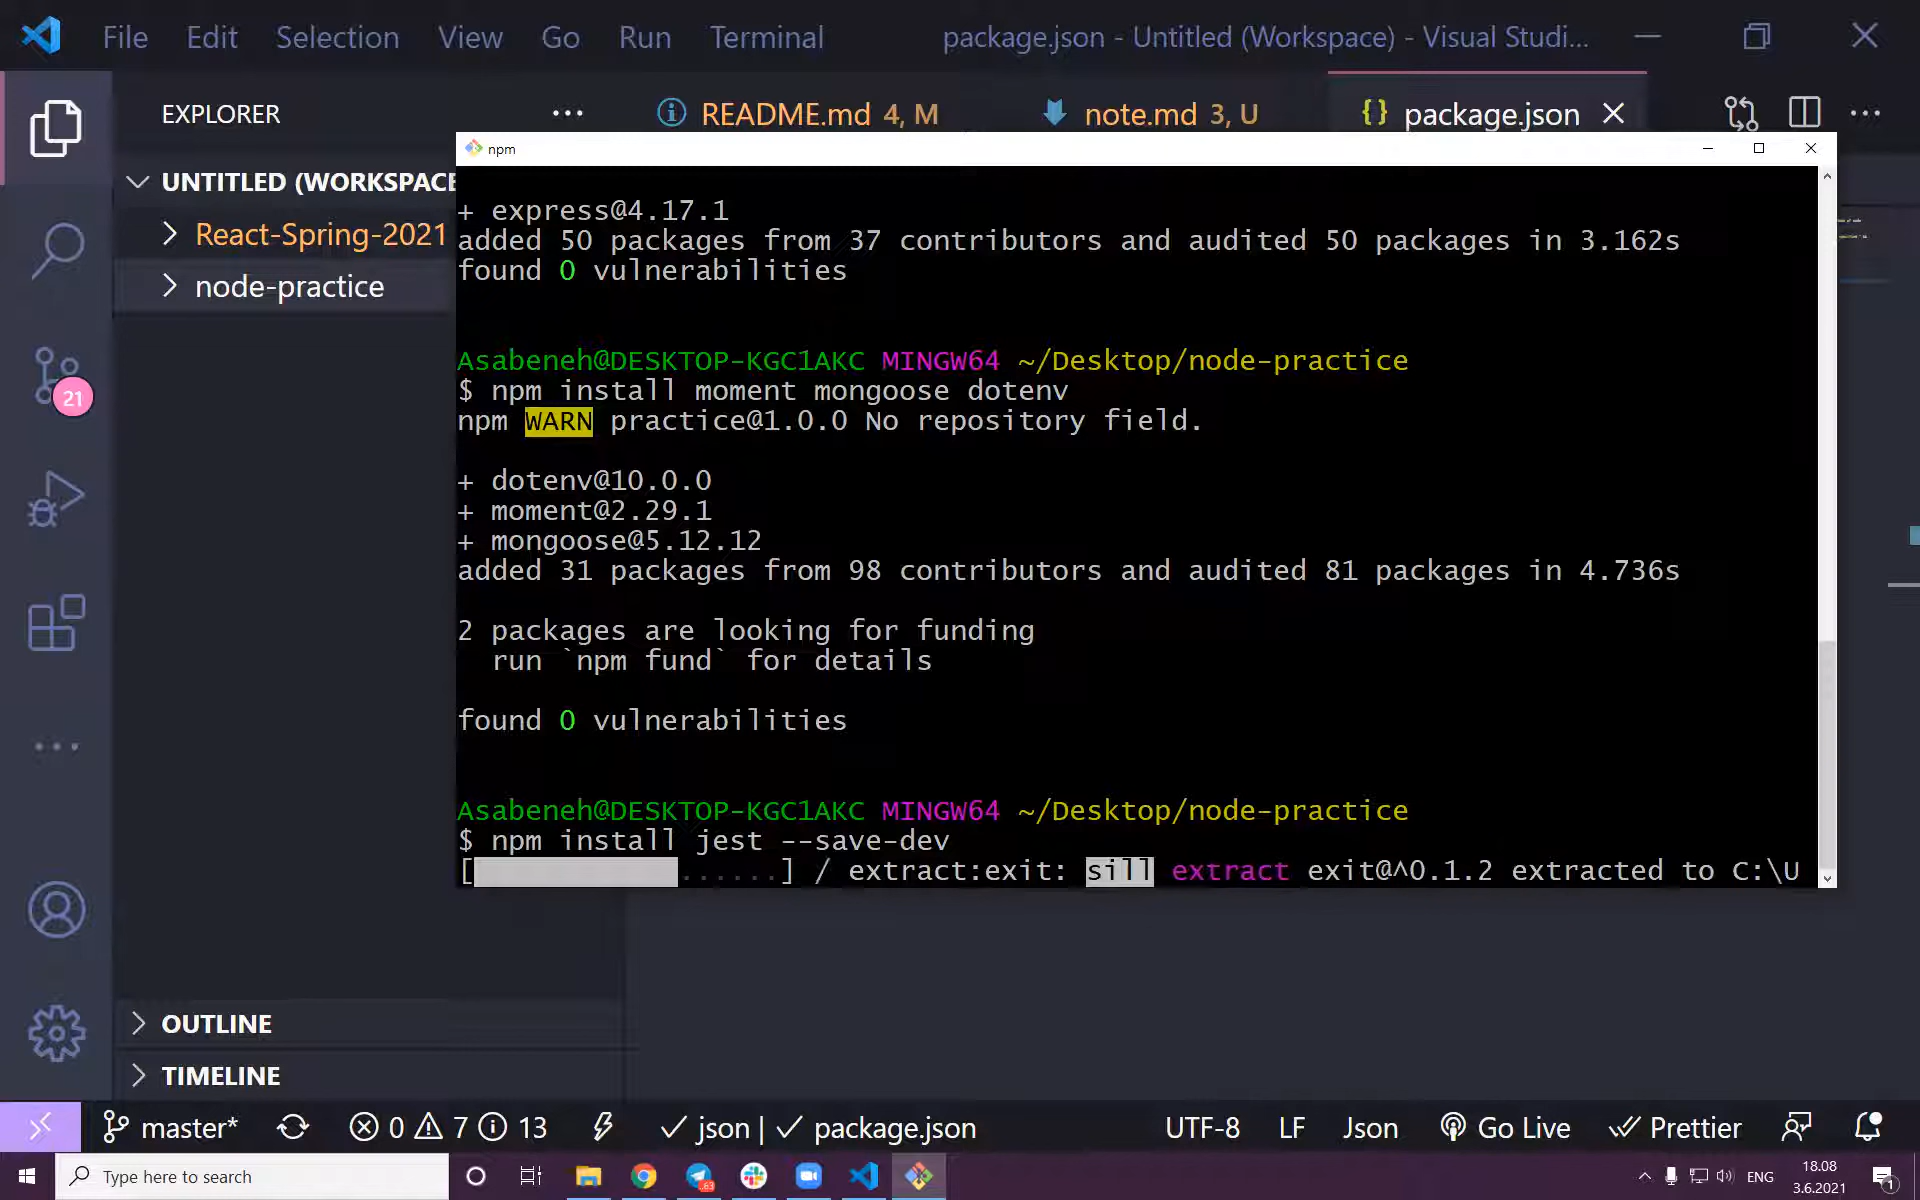 File Edit Selection View Go Run Terminal package.json - Untitled (Workspace) - Visual Studi...
EXPLORER ... README.md 4, M note.md 3, U {} package.json
npm
UNTITLED (WORKSPACE
React-Spring-2021
node-practice
+ express@4.17.1
added 50 packages from 37 contributors and audited 50 packages in 3.162s
found 0 vulnerabilities
Asabeneh@DESKTOP-KGC1AKC MINGW64 ~/Desktop/node-practice
$ npm install moment mongoose dotenv
npm WARN practice@1.0.0 No repository field.
+ dotenv@10.0.0
+ moment@2.29.1
+ mongoose@5.12.12
added 31 packages from 98 contributors and audited 81 packages in 4.736s
2 packages are looking for funding
run `npm fund` for details
found 0 vulnerabilities
Asabeneh@DESKTOP-KGC1AKC MINGW64 ~/Desktop/node-practice
$ npm install jest --save-dev
[ ......] / extract:exit: sill extract exit@^0.1.2 extracted to C:\U
21
OUTLINE
TIMELINE
master* 0 7 13 json | package.json UTF-8 LF Json Go Live Prettier
Type here to search
63
ENG
18.08
3.6.2021
1